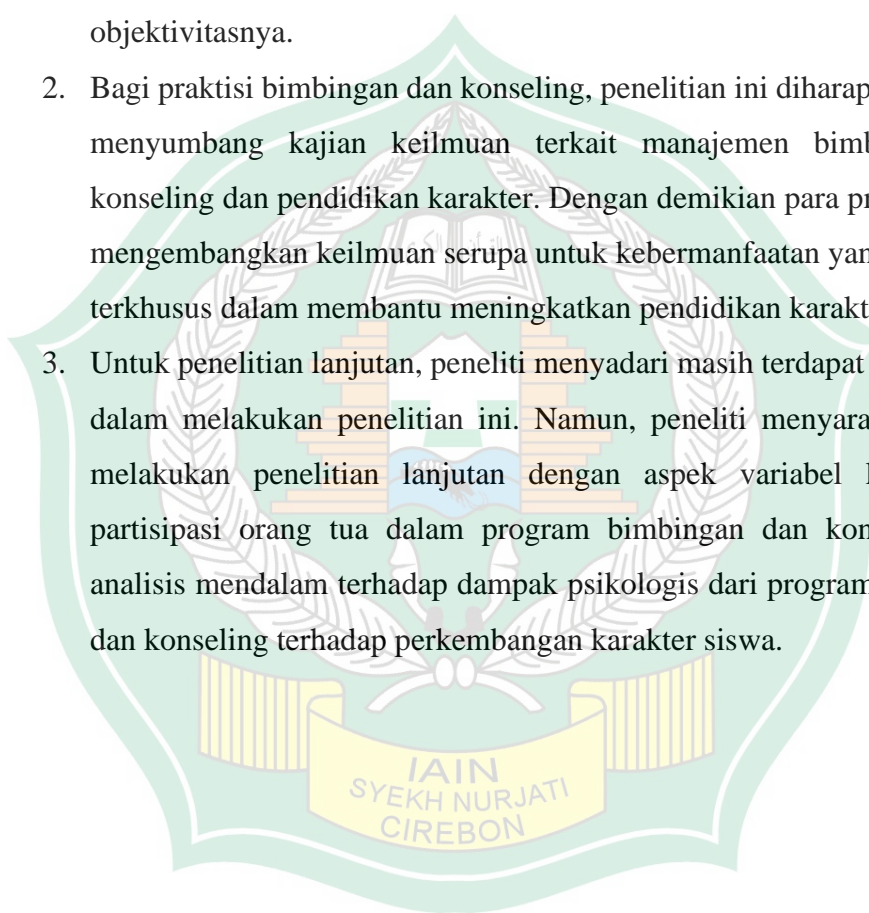 objektivitasnya.
2. Bagi praktisi bimbingan dan konseling, penelitian ini diharap
menyumbang kajian keilmuan terkait manajemen bimb
konseling dan pendidikan karakter. Dengan demikian para pr
mengembangkan keilmuan serupa untuk kebermanfaatan yan
terkhusus dalam membantu meningkatkan pendidikan karakt
3. Untuk penelitian lanjutan, peneliti menyadari masih terdapat
dalam melakukan penelitian ini. Namun, peneliti menyara
melakukan penelitian lanjutan dengan aspek variabel
partisipasi orang tua dalam program bimbingan dan kon
analisis mendalam terhadap dampak psikologis dari program
dan konseling terhadap perkembangan karakter siswa.
IAIN
SYEKH NURJATI
CIREBON